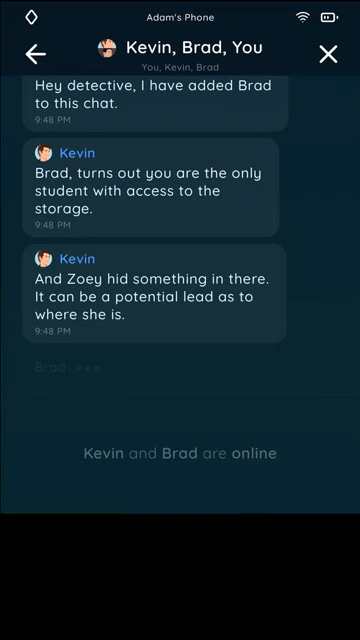 Adam's Phone
Kevin, Brad, You
You, Kevin, Brad
Hey detective, I have added Brad
to this chat.
9:48 PM
Kevin
Brad, turns out you are the only
student with access to the
storage.
9:48 PM
Kevin
And Zoey hid something in there.
It can be a potential lead as to
where she is.
9:48 PM
Brad
Kevin and Brad are online